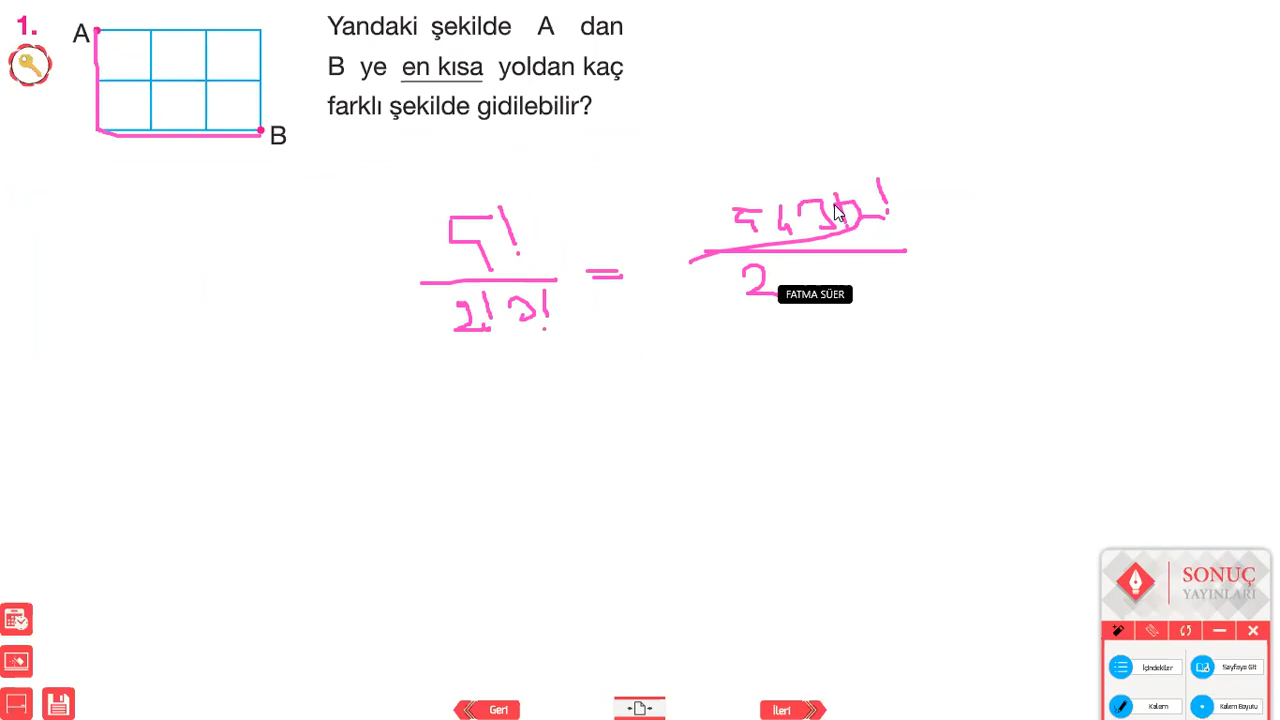 1.
A
B
Yandaki şekilde A dan
B ye en kısa yoldan kaç
farklı şekilde gidilebilir?
5!
2! 3!
=
5 4 3
2
FATMA SÜER
SONUÇ
YAYINLARI
İçindekiler
Sayfaya Git
Kalem
Kalem Boyutu
Geri
İleri